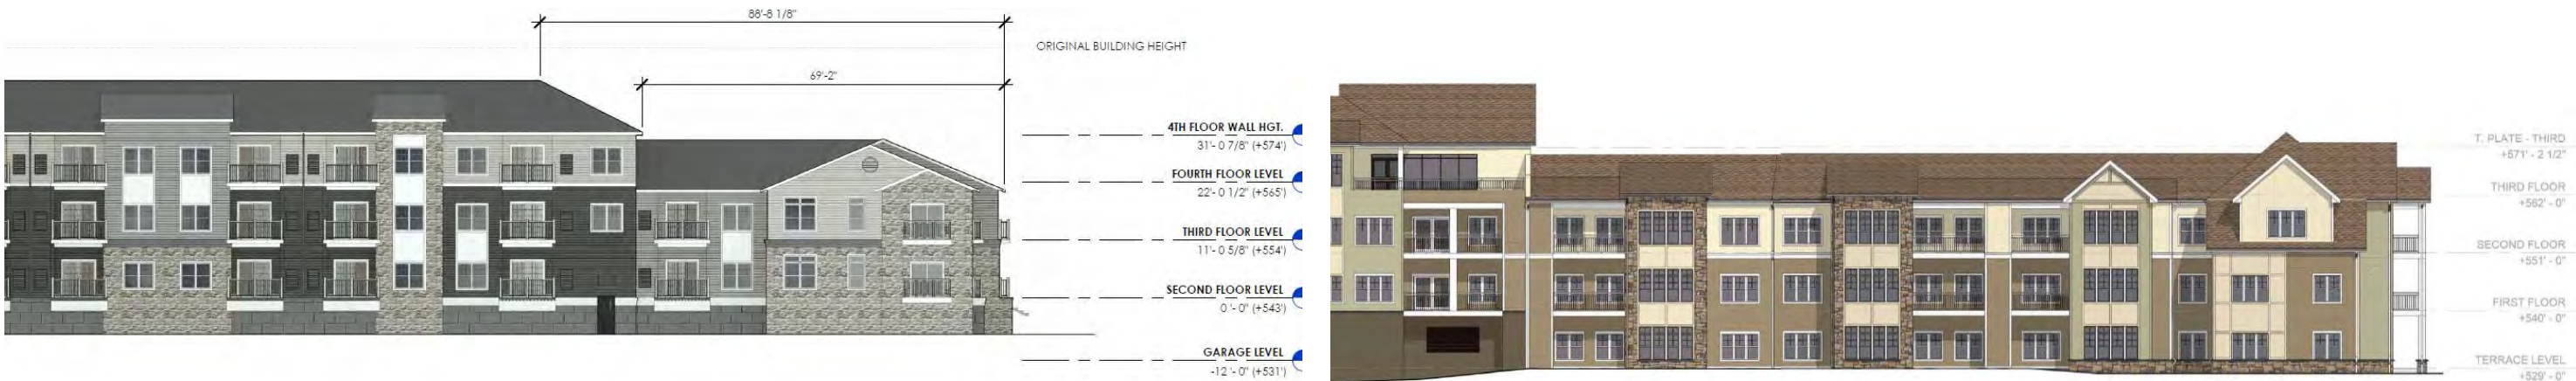 88'-8 1/8"
ORIGINAL BUILDING HEIGHT
69'-2"
4TH FLOOR WALL HGT.
31'- 0 7/8" (+574')
FOURTH FLOOR LEVEL
22'- 0 1/2" (+565')
THIRD FLOOR LEVEL
11'- 0 5/8" (+554')
SECOND FLOOR LEVEL
0 '- 0" (+543')
GARAGE LEVEL
-12 '- 0" (+531')
T. PLATE - THIRD
+571' - 2 1/2"
THIRD FLOOR
+562' - 0"
SECOND FLOOR
+551' - 0"
FIRST FLOOR
+540' - 0"
TERRACE LEVEL
+529' - 0"